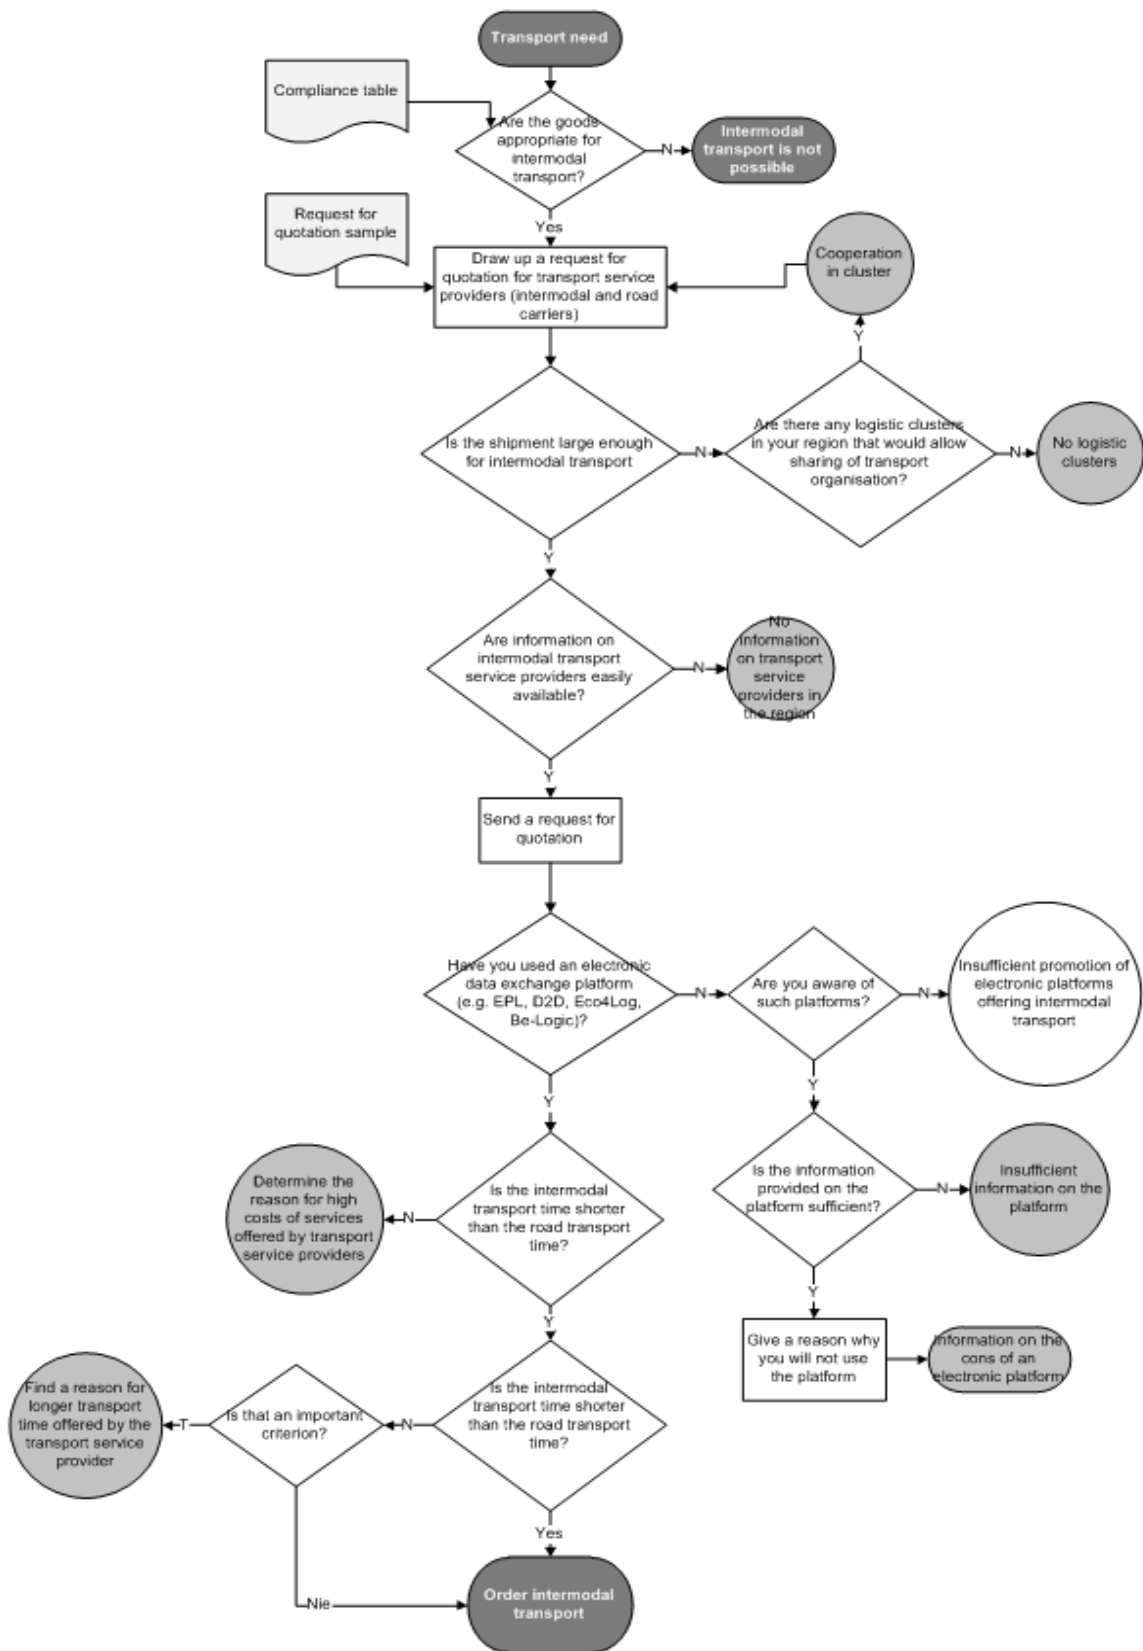 Transport need
Compliance table
Are the goods
appropriate for
intermodal
transport?
N
Intermodal
transport is not
possible
Yes
Request for
quotation sample
Draw up a request for
quotation for transport service
providers (intermodal and road
carriers)
Cooperation
in cluster
Y
Is the shipment large enough
for intermodal transport
N
Are there any logistic clusters
in your region that would allow
sharing of transport
organisation?
N
No logistic
clusters
Y
Are information on
intermodal transport
service providers easily
available?
N
No
information
on transport
service
providers in
the region
Y
Send a request for
quotation
Have you used an electronic
data exchange platform
(e.g. EPL, D2D, Eco4Log,
Be-Logic)?
N
Are you aware of
such platforms?
N
Insufficient promotion of
electronic platforms
offering intermodal
transport
Y
Y
Determine the
reason for high
costs of services
offered by transport
service providers
N
Is the intermodal
transport time shorter
than the road transport
time?
Is the information
provided on the
platform sufficient?
N
Insufficient
information on the
platform
Y
Y
Give a reason why
you will not use
the platform
Information on the
cons of an
electronic platform
Find a reason for
longer transport
time offered by the
transport service
provider
T
Is that an important
criterion?
N
Is the intermodal
transport time shorter
than the road transport
time?
Yes
Nie
Order intermodal
transport